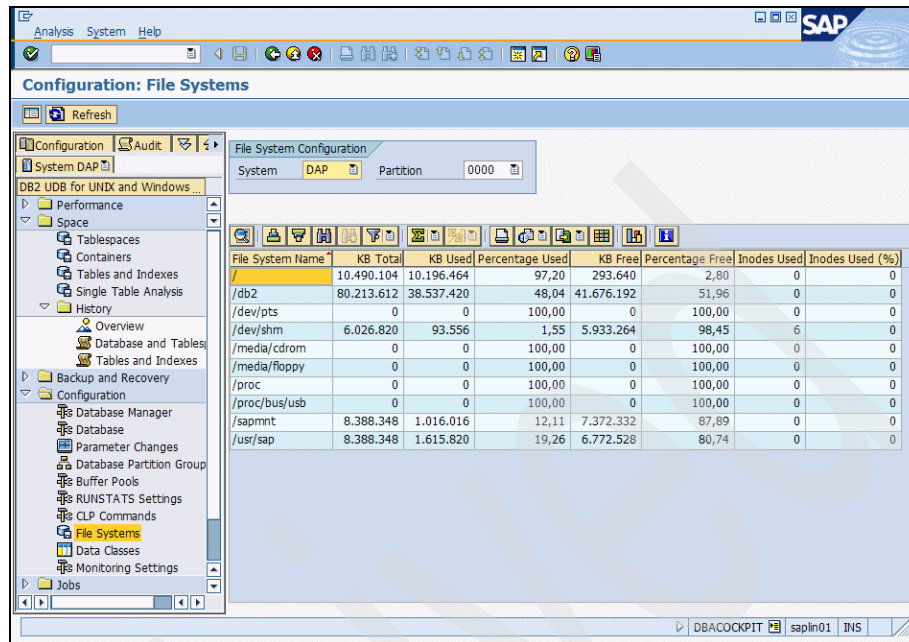 Analysis System Help
SAP
Configuration: File Systems
Refresh
Configuration Audit
System DAP
DB2 UDB for UNIX and Windows ...
Performance
Space
Tablespaces
Containers
Tables and Indexes
Single Table Analysis
History
Overview
Database and Tables
Tables and Indexes
Backup and Recovery
Configuration
Database Manager
Database
Parameter Changes
Database Partition Group
Buffer Pools
RUNSTATS Settings
CLP Commands
File Systems
Data Classes
Monitoring Settings
Jobs
File System Configuration
System DAP Partition 0000
File System Name KB Total KB Used Percentage Used KB Free Percentage Free Inodes Used Inodes Used (%)
/ 10.490.104 10.196.464 97,20 293.640 2,80 0 0
/db2 80.213.612 38.537.420 48,04 41.676.192 51,96 0 0
/dev/pts 0 0 100,00 0 100,00 0 0
/dev/shm 6.026.820 93.556 1,55 5.933.264 98,45 6 0
/media/cdrom 0 0 100,00 0 100,00 0 0
/media/floppy 0 0 100,00 0 100,00 0 0
/proc 0 0 100,00 0 100,00 0 0
/proc/bus/usb 0 0 100,00 0 100,00 0 0
/sapmnt 8.388.348 1.016.016 12,11 7.372.332 87,89 0 0
/usr/sap 8.388.348 1.615.820 19,26 6.772.528 80,74 0 0
DBACOCKPIT saplin01 INS